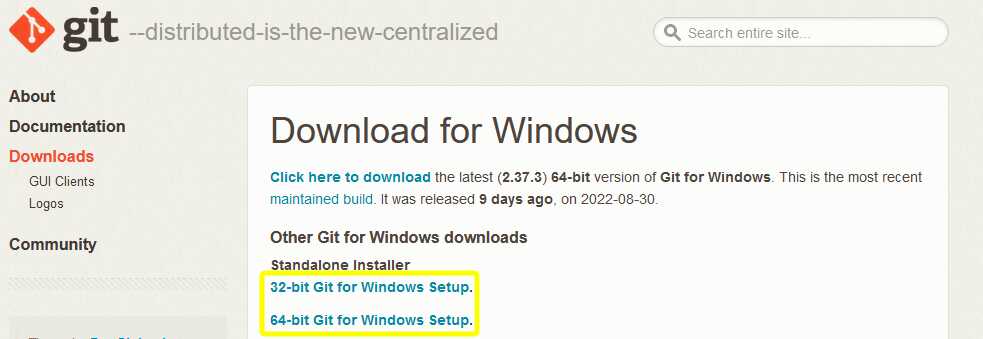 git --distributed-is-the-new-centralized
Search entire site...
About
Documentation
Downloads
GUI Clients
Logos
Community
Download for Windows
Click here to download the latest (2.37.3) 64-bit version of Git for Windows. This is the most recent
maintained build. It was released 9 days ago, on 2022-08-30.
Other Git for Windows downloads
Standalone Installer
32-bit Git for Windows Setup.
64-bit Git for Windows Setup.